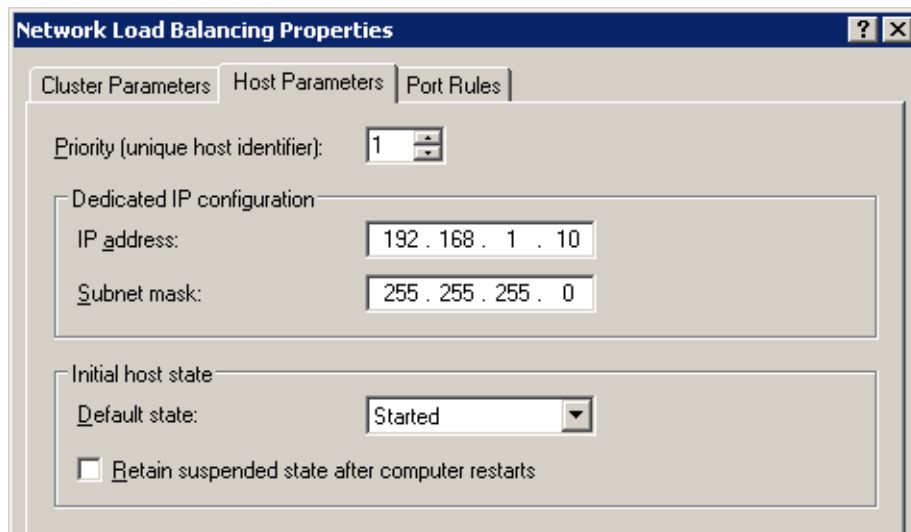 Network Load Balancing Properties
Cluster Parameters Host Parameters Port Rules
Priority (unique host identifier): 1
Dedicated IP configuration
IP address: 192 . 168 . 1 . 10
Subnet mask: 255 . 255 . 255 . 0
Initial host state
Default state: Started
Retain suspended state after computer restarts